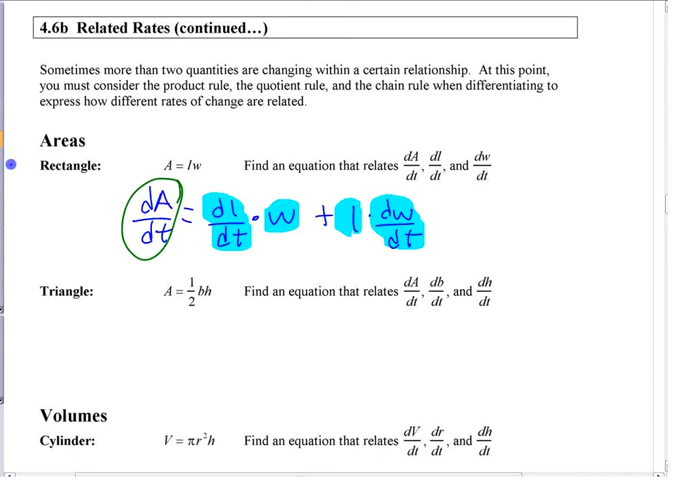 4.6b Related Rates (continued…)
Sometimes more than two quantities are changing within a certain relationship. At this point,
you must consider the product rule, the quotient rule, and the chain rule when differentiating to
express how different rates of change are related.
Areas
Rectangle: A = lw Find an equation that relates dA/dt, dl/dt, and dw/dt
dA/dt = dl/dt · w + l · dw/dt
Triangle: A = 1/2 bh Find an equation that relates dA/dt, db/dt, and dh/dt
Volumes
Cylinder: V = πr²h Find an equation that relates dV/dt, dr/dt, and dh/dt